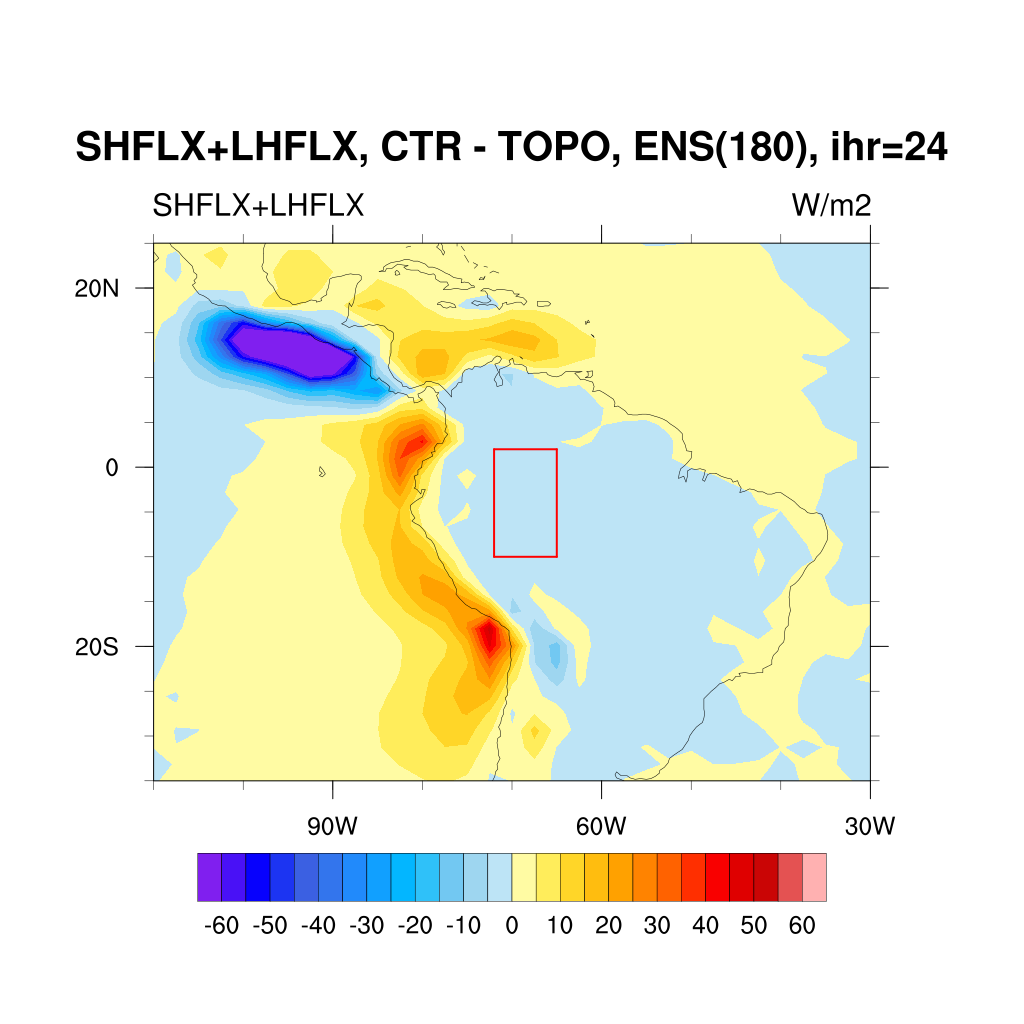 SHFLX+LHFLX, CTR - TOPO, ENS(180), ihr=24
SHFLX+LHFLX W/m2
20N
0
20S
90W 60W 30W
-60 -50 -40 -30 -20 -10 0 10 20 30 40 50 60